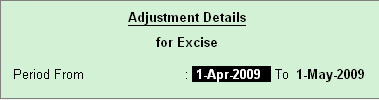 Adjustment Details
for Excise
Period From : 1-Apr-2009 To 1-May-2009